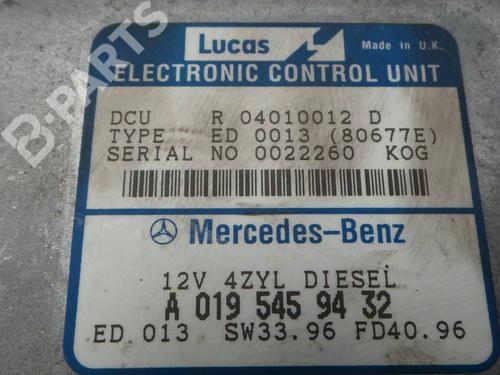 Lucas
Made in U.K.
ELECTRONIC CONTROL UNIT
DCU R 04010012 D
TYPE ED 0013 (80677E)
SERIAL NO 0022260 KOG
Mercedes-Benz
12V 4ZYL DIESEL
A 019 545 94 32
ED.013 SW33.96 FD40.96
B-PARTS